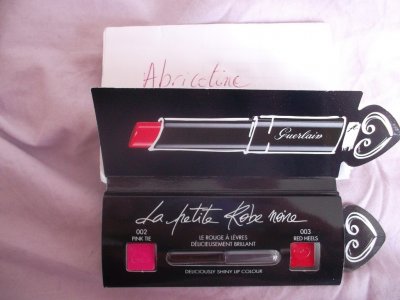 Abricotine
Guerlain
La petite Robe noire
002
PINK TIE
LE ROUGE À LÈVRES
DÉLICIEUSEMENT BRILLANT
003
RED HEELS
DELICIOUSLY SHINY LIP COLOUR